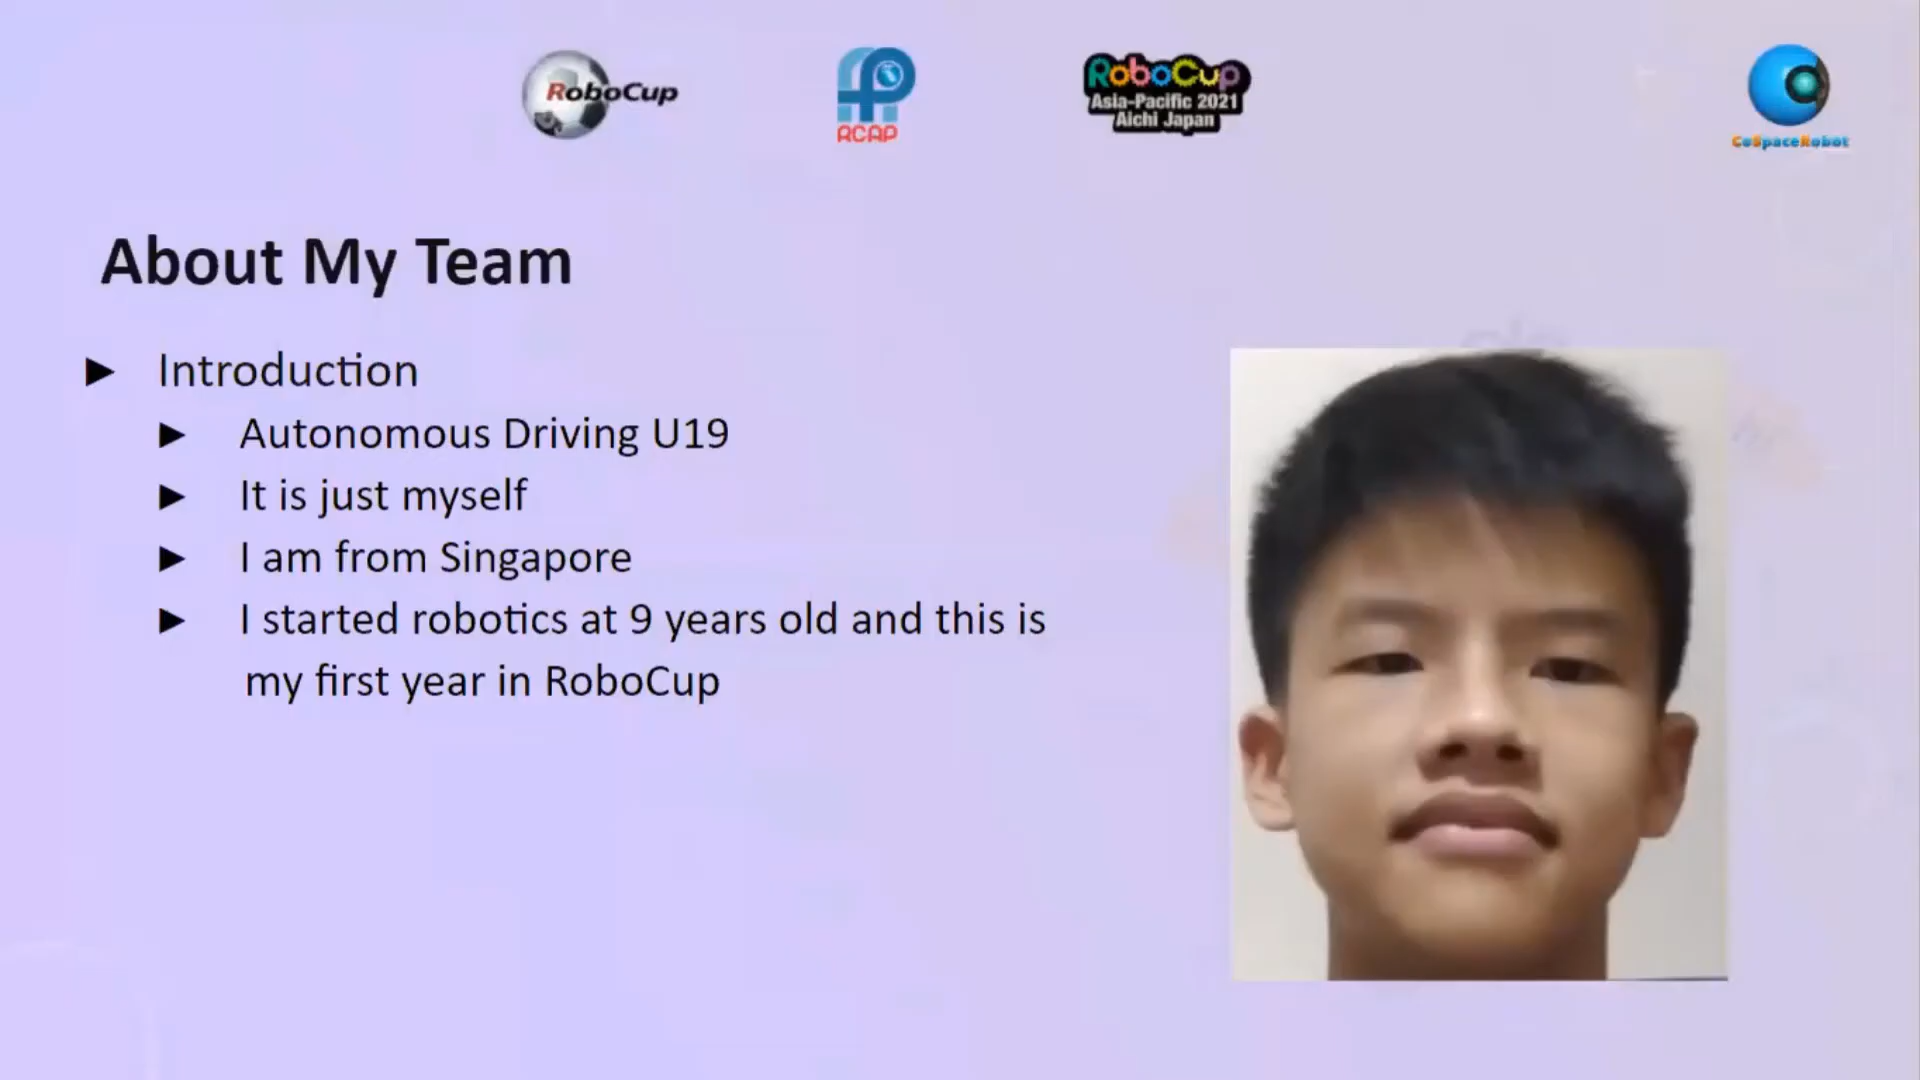 RoboCup
RCAP
RoboCup
Asia-Pacific 2021
Aichi Japan
CoSpaceRobot
About My Team
► Introduction
► Autonomous Driving U19
► It is just myself
► I am from Singapore
► I started robotics at 9 years old and this is
my first year in RoboCup